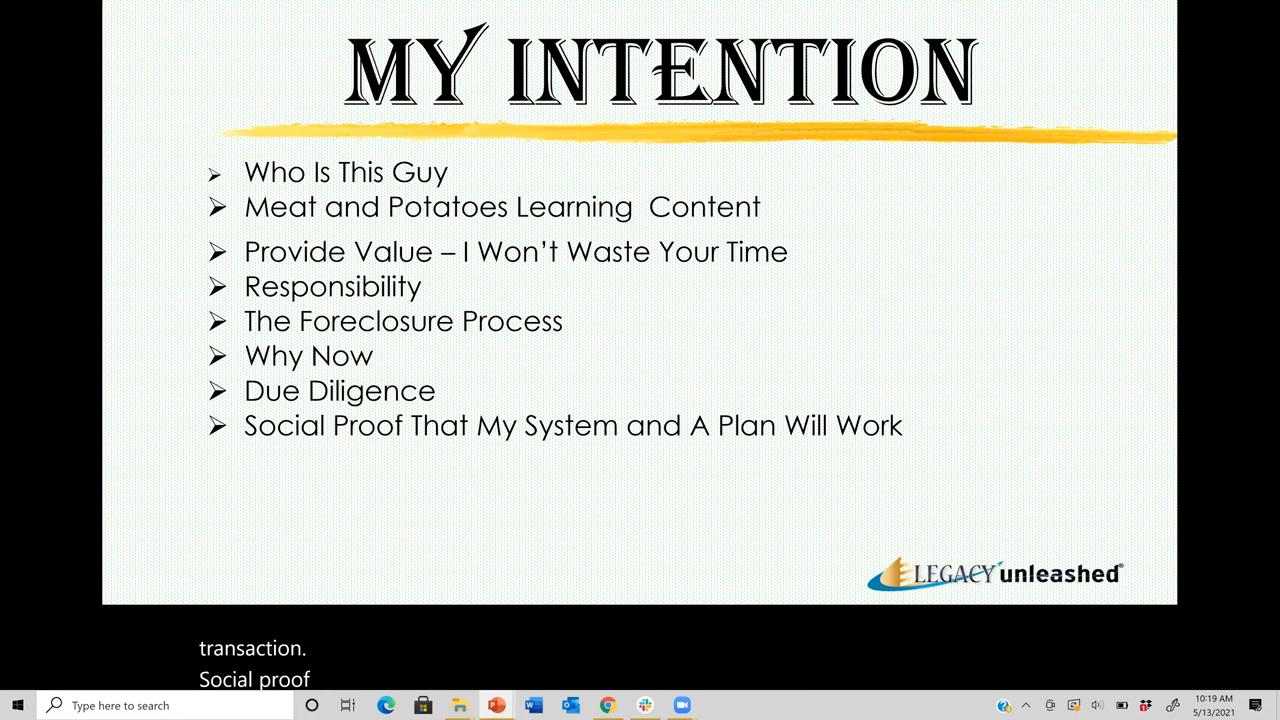 MY INTENTION
Who Is This Guy
Meat and Potatoes Learning Content
Provide Value – I Won't Waste Your Time
Responsibility
The Foreclosure Process
Why Now
Due Diligence
Social Proof That My System and A Plan Will Work
LEGACY unleashed®
transaction.
Social proof
Type here to search
10:19 AM
5/13/2021